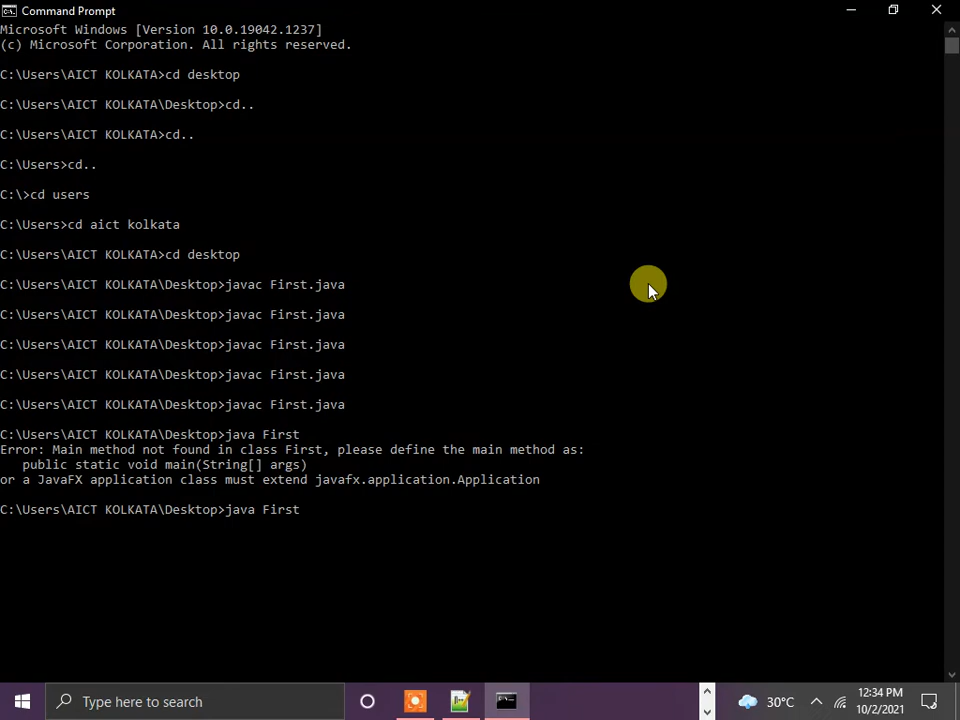 Command Prompt
Microsoft Windows [Version 10.0.19042.1237]
(c) Microsoft Corporation. All rights reserved.
C:\Users\AICT KOLKATA>cd desktop
C:\Users\AICT KOLKATA\Desktop>cd..
C:\Users\AICT KOLKATA>cd..
C:\Users>cd..
C:\>cd users
C:\Users>cd aict kolkata
C:\Users\AICT KOLKATA>cd desktop
C:\Users\AICT KOLKATA\Desktop>javac First.java
C:\Users\AICT KOLKATA\Desktop>javac First.java
C:\Users\AICT KOLKATA\Desktop>javac First.java
C:\Users\AICT KOLKATA\Desktop>javac First.java
C:\Users\AICT KOLKATA\Desktop>javac First.java
C:\Users\AICT KOLKATA\Desktop>java First
Error: Main method not found in class First, please define the main method as:
   public static void main(String[] args)
or a JavaFX application class must extend javafx.application.Application
C:\Users\AICT KOLKATA\Desktop>java First
Type here to search
30°C
12:34 PM
10/2/2021